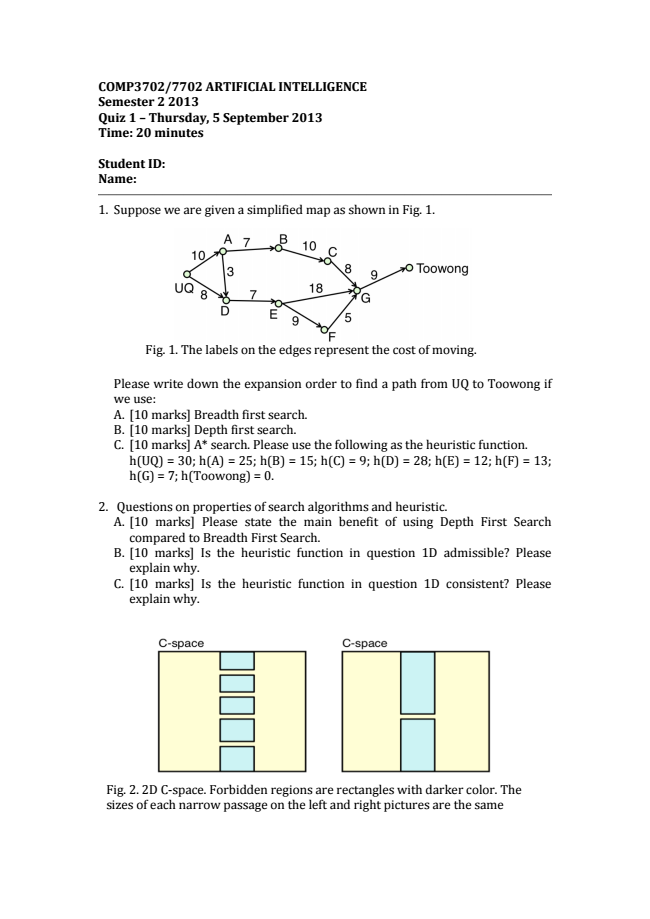 COMP3702/7702 ARTIFICIAL INTELLIGENCE
Semester 2 2013
Quiz 1 – Thursday, 5 September 2013
Time: 20 minutes
Student ID:
Name:
1. Suppose we are given a simplified map as shown in Fig. 1.
A 7 B 10 C
10 3 8 9 Toowong
UQ 8 7 18 G
D E 9 5
F
Fig. 1. The labels on the edges represent the cost of moving.
Please write down the expansion order to find a path from UQ to Toowong if
we use:
A. [10 marks] Breadth first search.
B. [10 marks] Depth first search.
C. [10 marks] A* search. Please use the following as the heuristic function.
h(UQ) = 30; h(A) = 25; h(B) = 15; h(C) = 9; h(D) = 28; h(E) = 12; h(F) = 13;
h(G) = 7; h(Toowong) = 0.
2. Questions on properties of search algorithms and heuristic.
A. [10 marks] Please state the main benefit of using Depth First Search
compared to Breadth First Search.
B. [10 marks] Is the heuristic function in question 1D admissible? Please
explain why.
C. [10 marks] Is the heuristic function in question 1D consistent? Please
explain why.
C-space C-space
Fig. 2. 2D C-space. Forbidden regions are rectangles with darker color. The
sizes of each narrow passage on the left and right pictures are the same